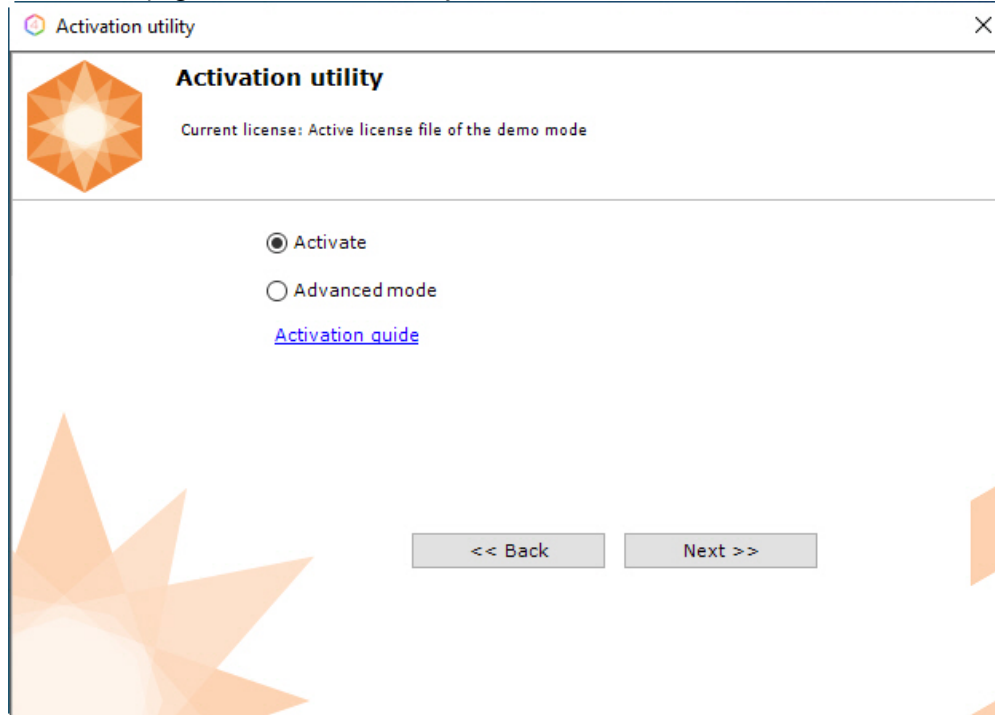 Activation utility
Activation utility
Current license: Active license file of the demo mode
Activate
Advanced mode
Activation guide
<< Back
Next >>